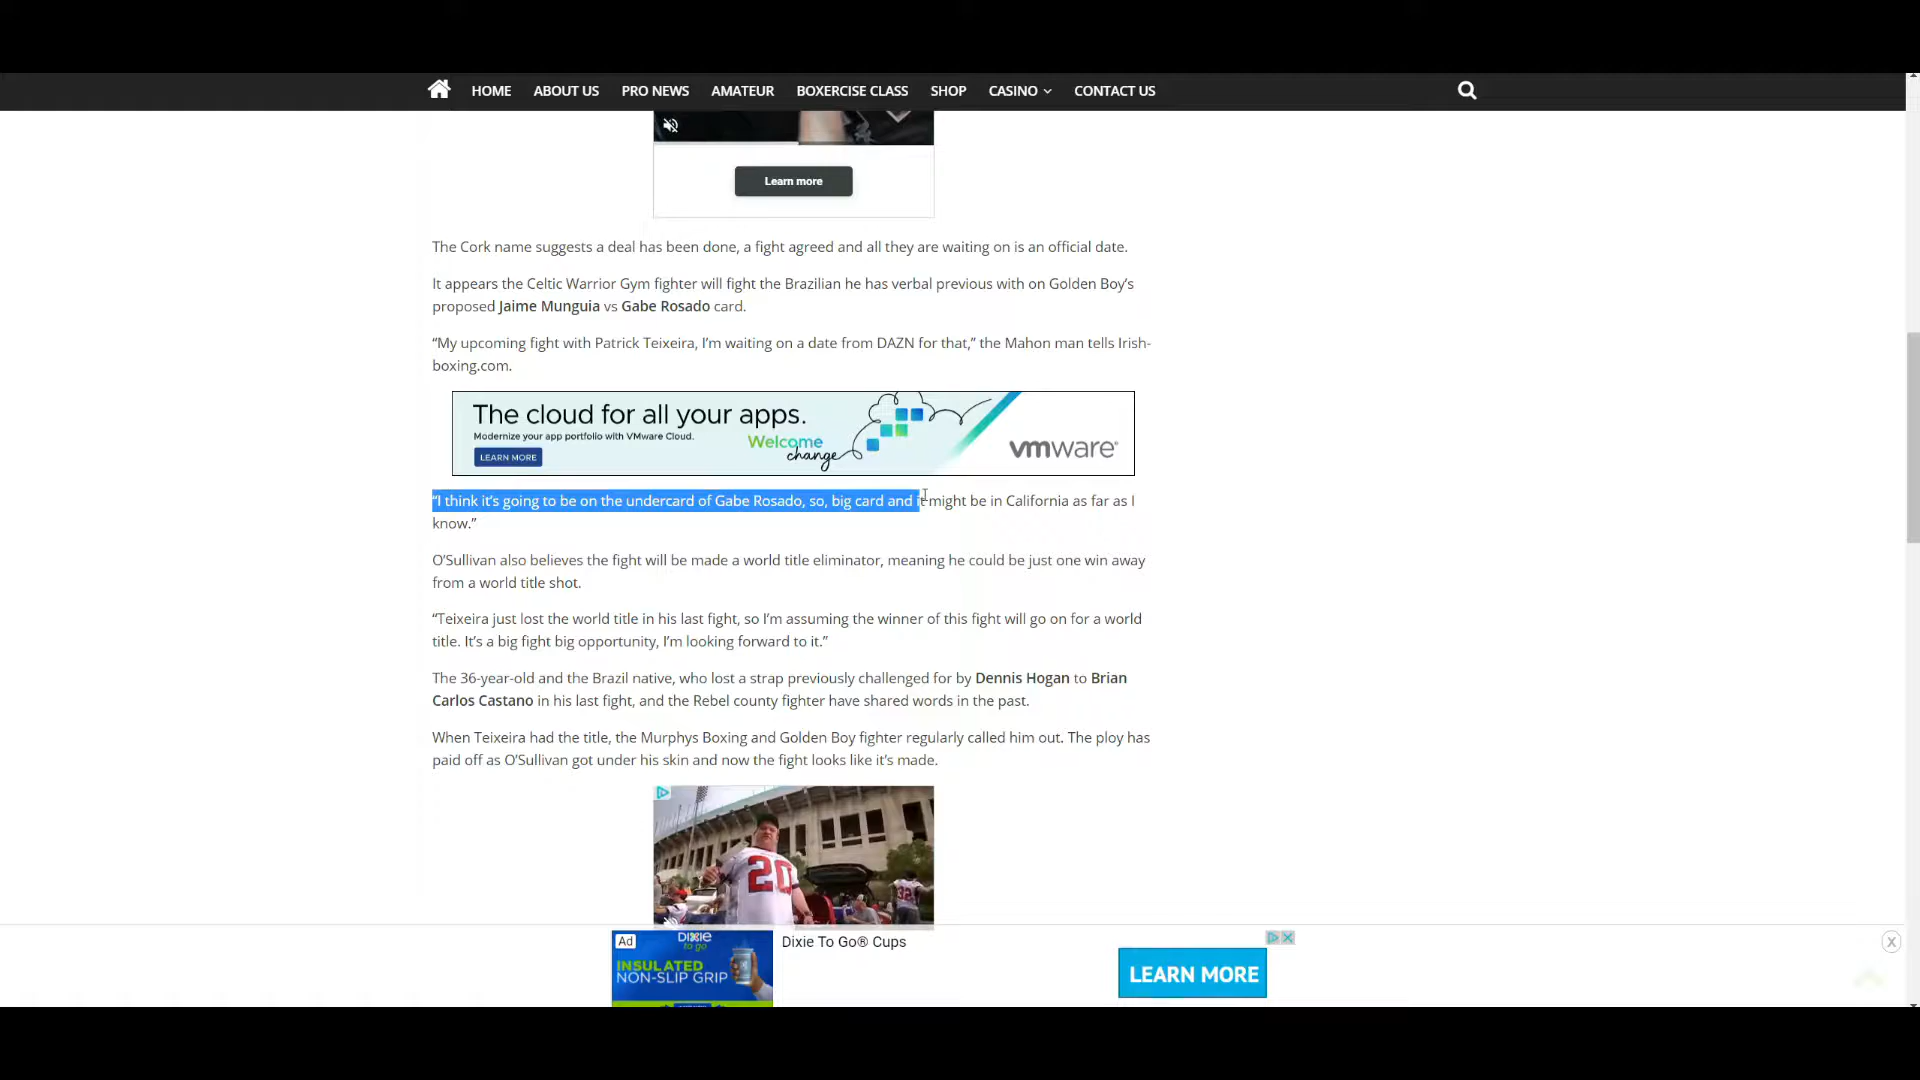 HOME ABOUT US PRO NEWS AMATEUR BOXERCISE CLASS SHOP CASINO CONTACT US
Learn more
The Cork name suggests a deal has been done, a fight agreed and all they are waiting on is an official date.
It appears the Celtic Warrior Gym fighter will fight the Brazilian he has verbal previous with on Golden Boy’s
proposed Jaime Munguia vs Gabe Rosado card.
“My upcoming fight with Patrick Teixeira, I’m waiting on a date from DAZN for that,” the Mahon man tells Irish-
boxing.com.
The cloud for all your apps.
Modernize your app portfolio with VMware Cloud.
Welcome
change
LEARN MORE
vmware®
“I think it’s going to be on the undercard of Gabe Rosado, so, big card and it might be in California as far as I
know.”
O’Sullivan also believes the fight will be made a world title eliminator, meaning he could be just one win away
from a world title shot.
“Teixeira just lost the world title in his last fight, so I’m assuming the winner of this fight will go on for a world
title. It’s a big fight big opportunity, I’m looking forward to it.”
The 36-year-old and the Brazil native, who lost a strap previously challenged for by Dennis Hogan to Brian
Carlos Castano in his last fight, and the Rebel county fighter have shared words in the past.
When Teixeira had the title, the Murphys Boxing and Golden Boy fighter regularly called him out. The ploy has
paid off as O’Sullivan got under his skin and now the fight looks like it’s made.
20
32
Ad
DIXIE
to go
INSULATED
NON-SLIP GRIP
Dixie To Go® Cups
LEARN MORE
X